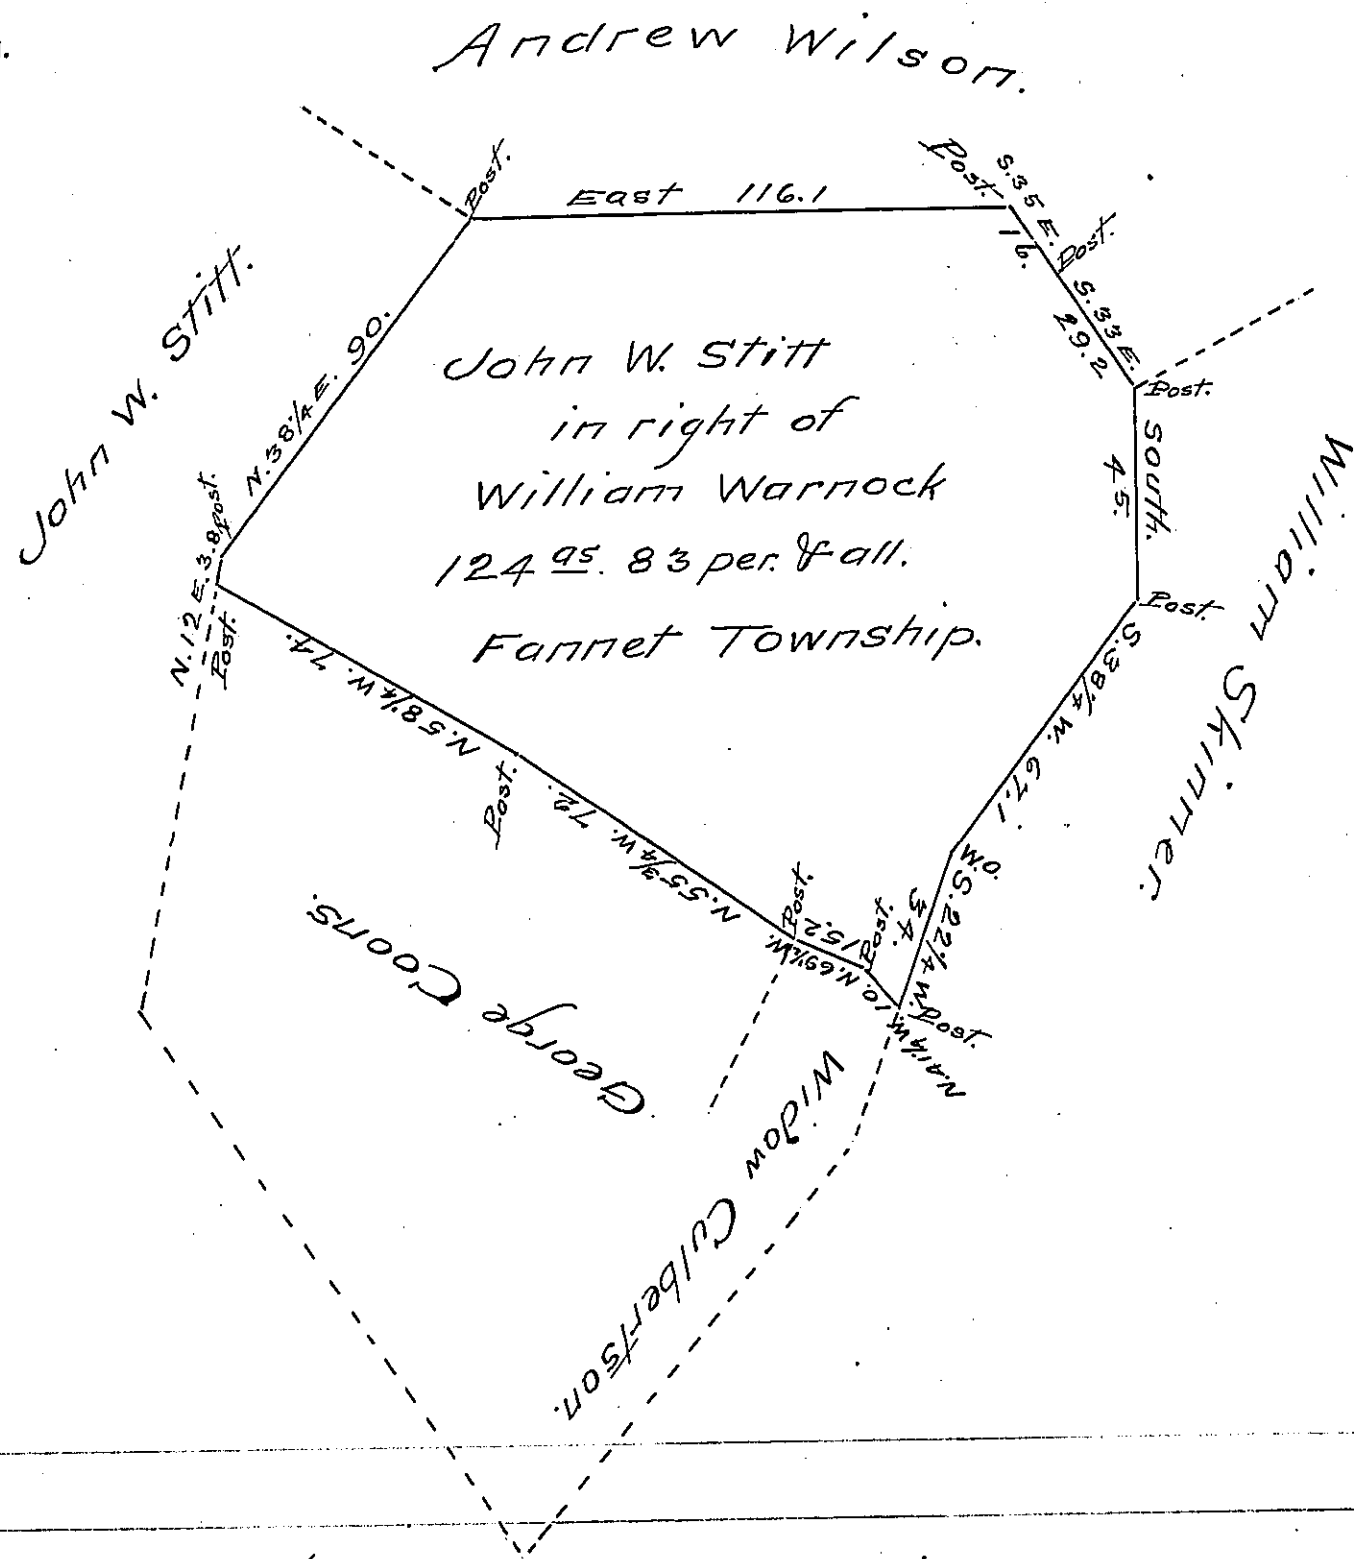 Andrew Wilson.
Post.
East 116.1
Post.
S.35 E.
16.
Post.
S.33 E.
29.2
Post.
South.
45.
Post.
S.38¼ W. 67.1
W.O.
S.22¼ W.
34.
Post.
N.41¼ W. 10.
Post.
N.69½ W.
15.2
Post.
N.55¾ W. 72.
Post.
N.58¼ W. 74.
Post.
N.12 E. 3.8
Post.
N.38¼ E. 90.
John W. Stitt
in right of
William Warnock
124 as. 83 per. & all.
Fannet Township.
John W. Stitt.
William Skinner.
George Coons.
Widow Culbertson.